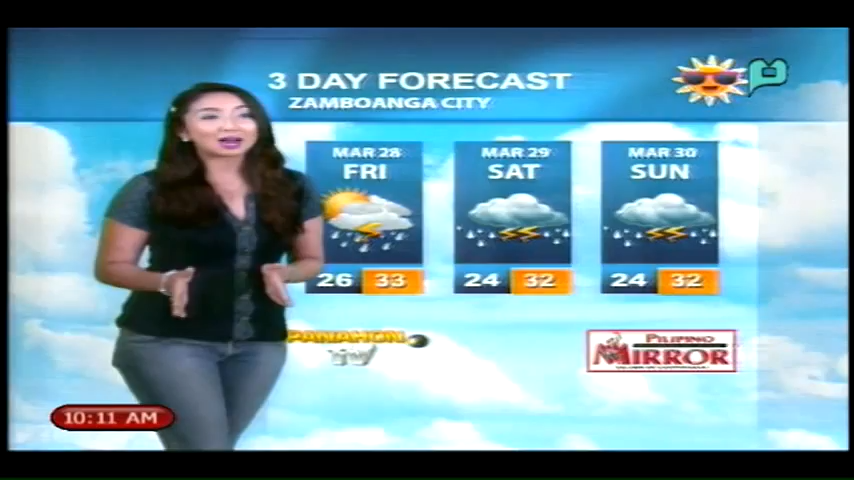 3 DAY FORECAST
ZAMBOANGA CITY
MAR 28
FRI
26 33
MAR 29
SAT
24 32
MAR 30
SUN
24 32
PANAHON
TV
PILIPINO
MIRROR
10:11 AM